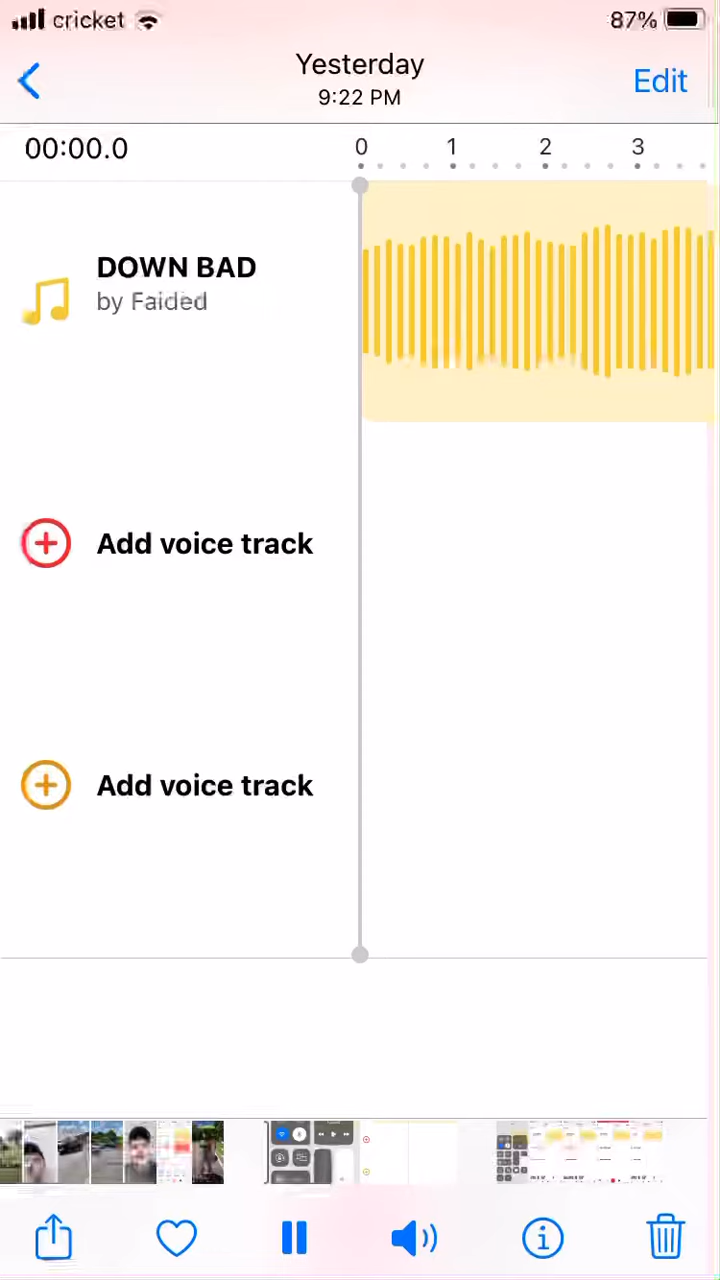 cricket 87%
Yesterday
9:22 PM
Edit
00:00.0 0 1 2 3
DOWN BAD
by Faided
Add voice track
Add voice track